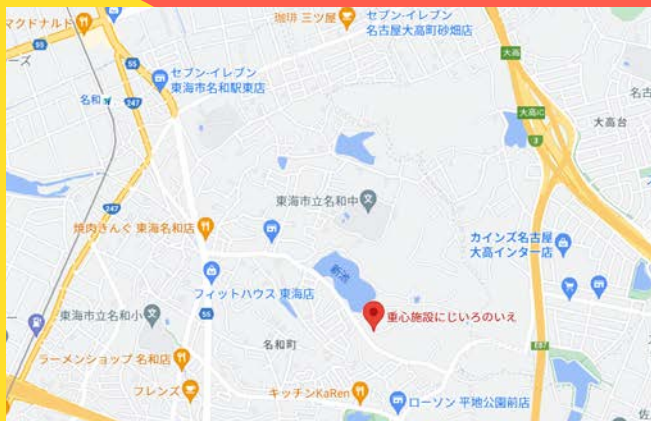 マクドナルド
珈琲 三ツ屋
セブン-イレブン
名古屋大高町砂畑店
55
ーズ
55
セブン-イレブン
東海市名和駅東店
大高
名和
247
大高IC
名古
大高台
3
247
東海市立名和中
焼肉きんぐ 東海名和店
カインズ名古屋
大高インター店
新池
フィットハウス 東海店
東海市立名和小
55
重心施設にじいろのいえ
名和町
E87
ラーメンショップ 名和店
フレンズ
キッチンKaRen
ローソン 平地公園前店
佐